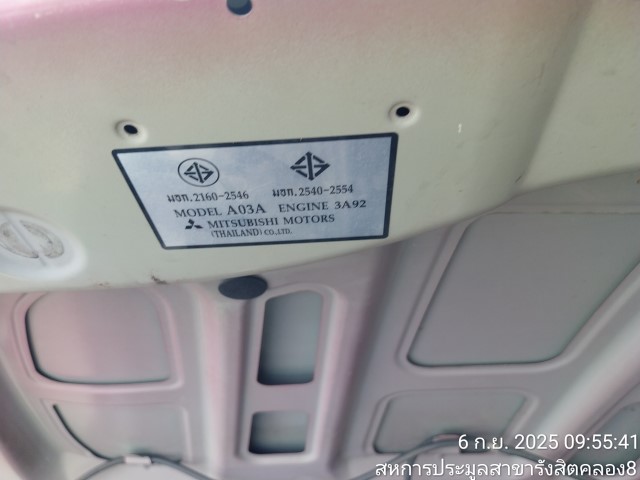 มอก.2160-2546 มอก.2540-2554
MODEL A03A ENGINE 3A92
MITSUBISHI MOTORS
(THAILAND) CO.,LTD.
6 ก.ย. 2025 09:55:41
สหการประมูลสาขารังสิตคลอง8